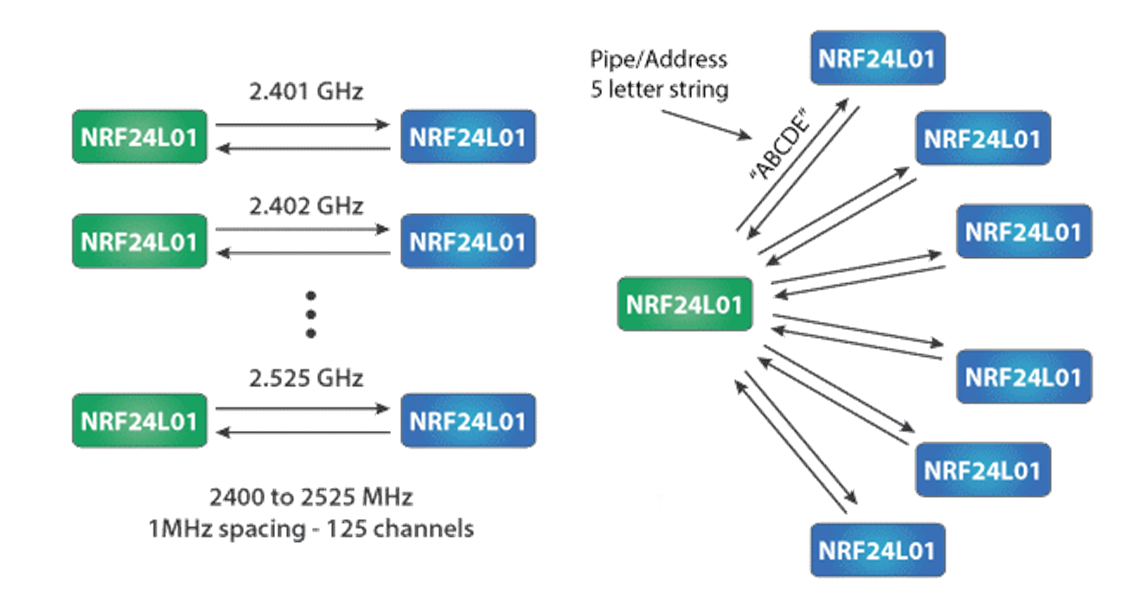 2.401 GHz
NRF24L01
NRF24L01
2.402 GHz
NRF24L01
NRF24L01
2.525 GHz
NRF24L01
NRF24L01
2400 to 2525 MHz
1MHz spacing - 125 channels
Pipe/Address
5 letter string
"ABCDE"
NRF24L01
NRF24L01
NRF24L01
NRF24L01
NRF24L01
NRF24L01
NRF24L01